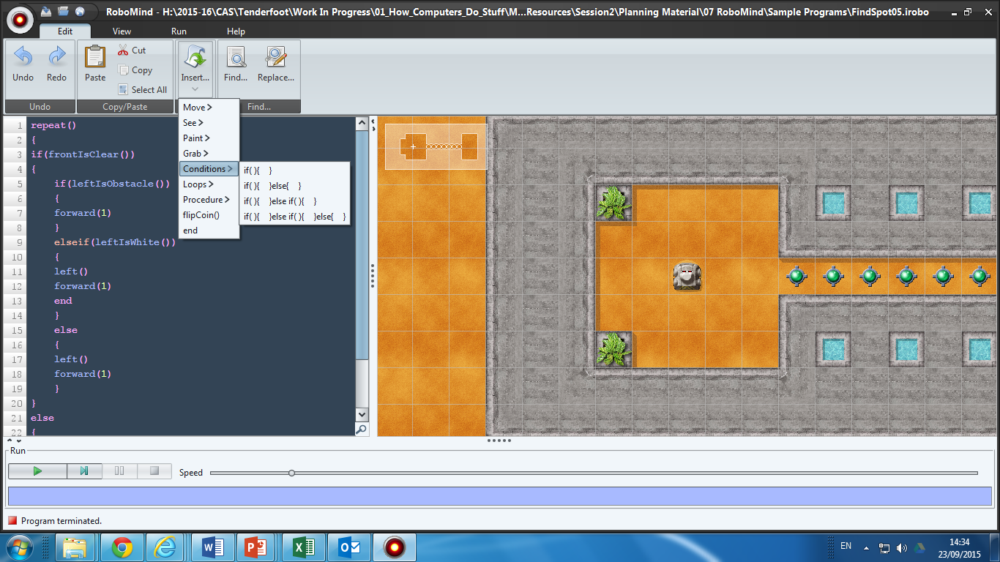 RoboMind - H:\2015-16\CAS\Tenderfoot\Work In Progress\01_How_Computers_Do_Stuff\M...Resources\Session2\Planning Material\07 RoboMind\Sample Programs\FindSpot05.irobo
Edit View Run Help
Undo Redo Paste Cut Copy Select All Insert... Find... Replace...
Undo Copy/Paste Find...
Move >
See >
Paint >
Grab >
Conditions >
Loops >
Procedure >
flipCoin()
end
if( ){ }
if( ){ }else{ }
if( ){ }else if( ){ }
if( ){ }else if( ){ }else{ }
1 repeat()
2 {
3 if(frontIsClear())
4 {
5 if(leftIsObstacle())
6 {
7 forward(1)
8 }
9 elseif(leftIsWhite())
10 {
11 left()
12 forward(1)
13 end
14 }
15 else
16 {
17 left()
18 forward(1)
19 }
20 }
21 else
22 {
Run
Speed
Program terminated.
EN
14:34
23/09/2015